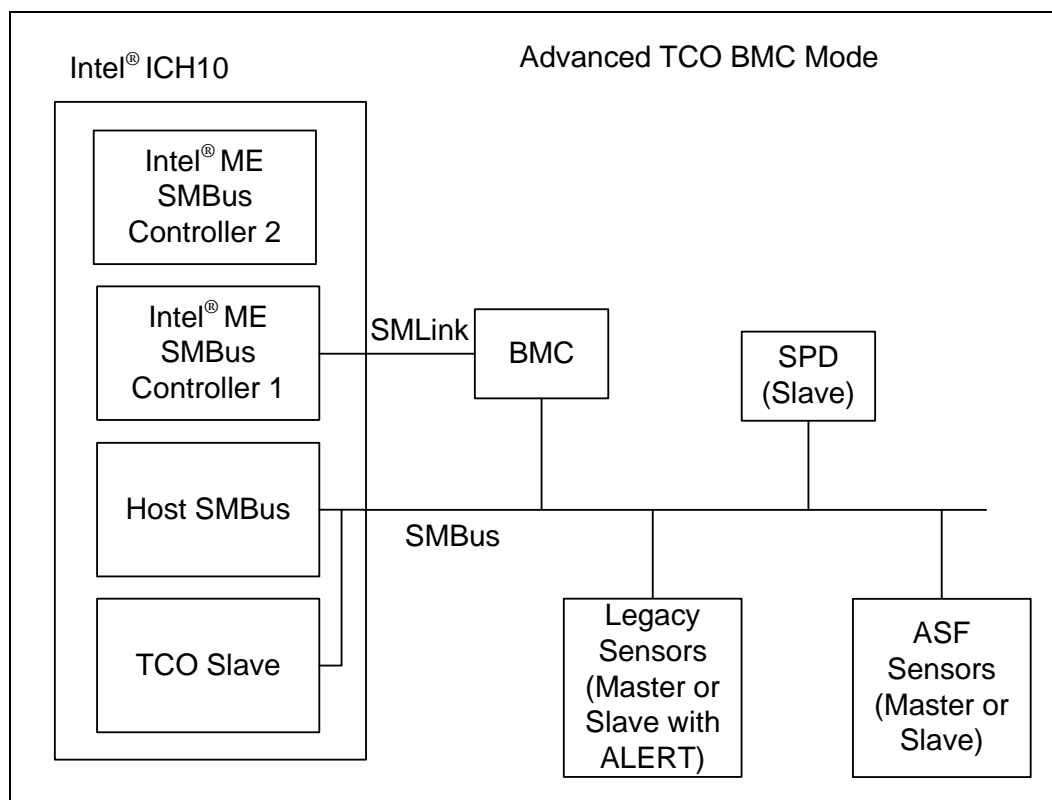 Advanced TCO BMC Mode
Intel® ICH10
Intel® ME
SMBus
Controller 2
Intel® ME
SMBus
Controller 1
SMLink
BMC
SPD
(Slave)
Host SMBus
SMBus
TCO Slave
Legacy
Sensors
(Master or
Slave with
ALERT)
ASF
Sensors
(Master or
Slave)